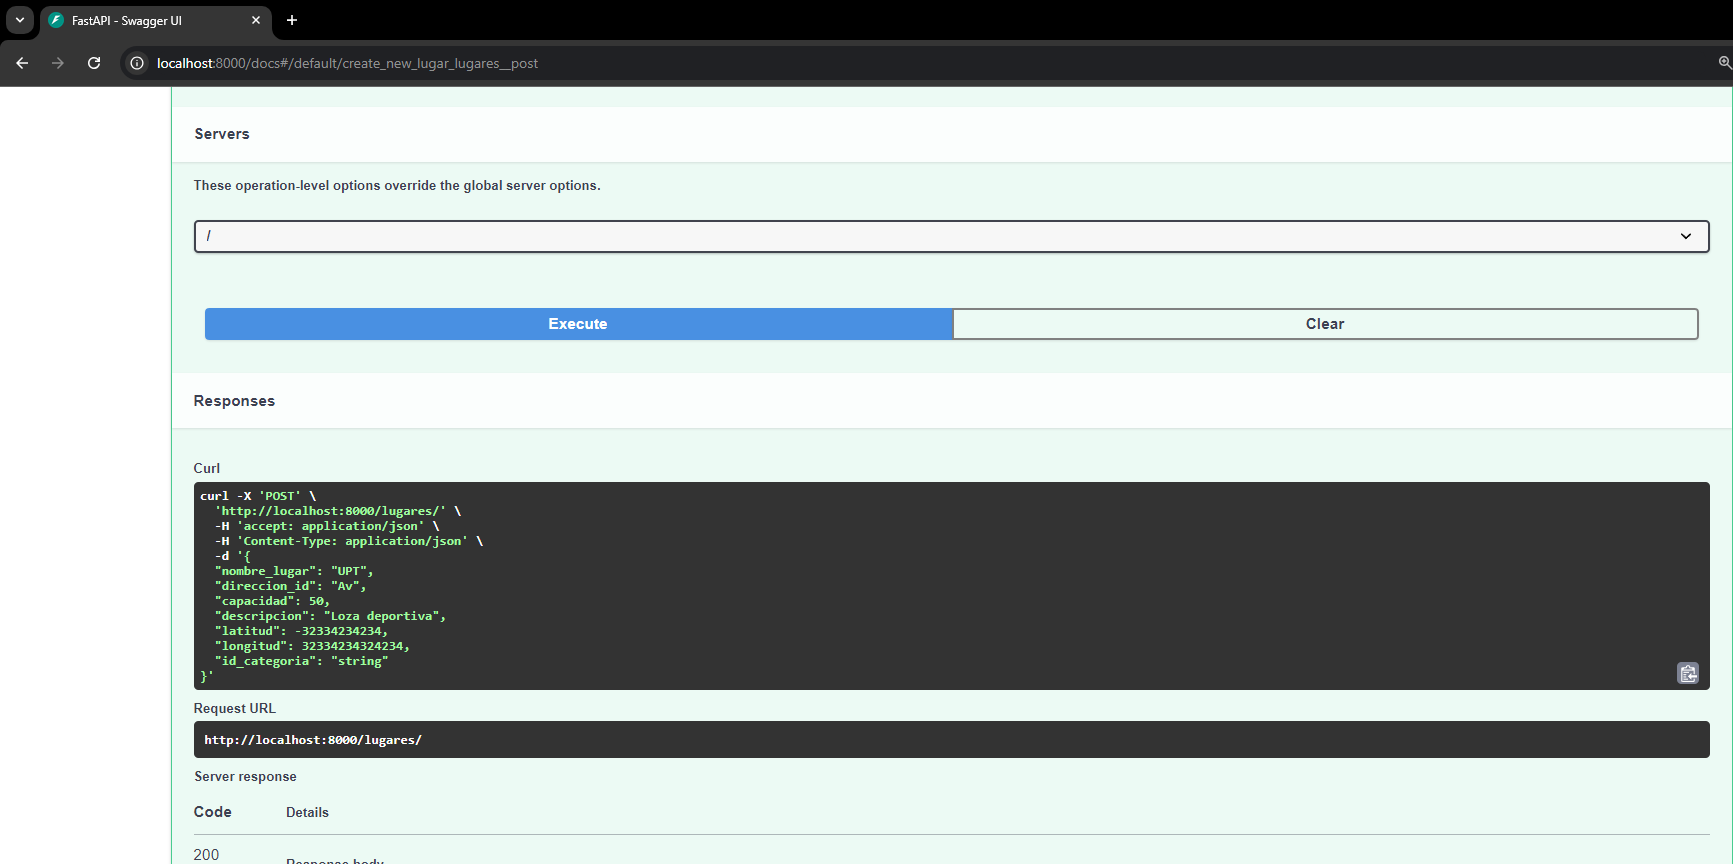 FastAPI - Swagger UI
localhost:8000/docs#/default/create_new_lugar_lugares__post
Servers
These operation-level options override the global server options.
/
Execute
Clear
Responses
Curl
curl -X 'POST' \
'http://localhost:8000/lugares/' \
-H 'accept: application/json' \
-H 'Content-Type: application/json' \
-d '{
"nombre_lugar": "UPT",
"direccion_id": "Av",
"capacidad": 50,
"descripcion": "Loza deportiva",
"latitud": -32334234234,
"longitud": 32334234324234,
"id_categoria": "string"
}'
Request URL
http://localhost:8000/lugares/
Server response
Code Details
200
Response body